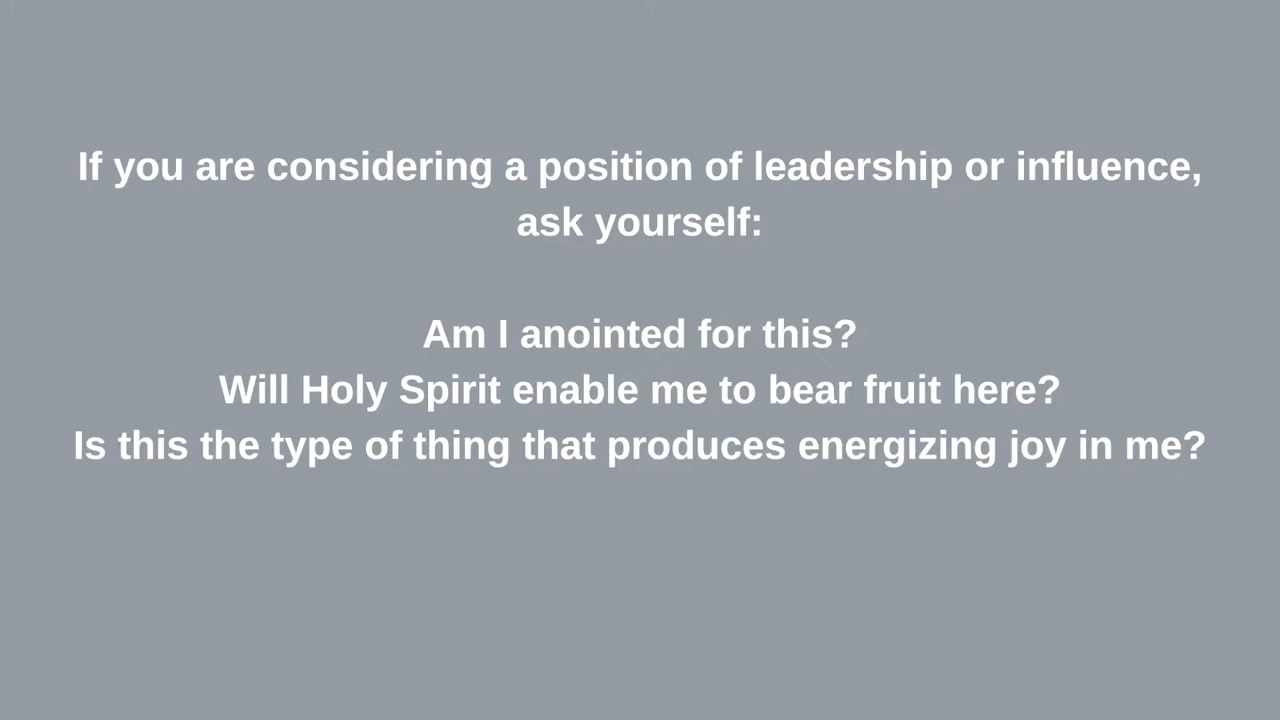 If you are considering a position of leadership or influence,
ask yourself:
Am I anointed for this?
Will Holy Spirit enable me to bear fruit here?
Is this the type of thing that produces energizing joy in me?